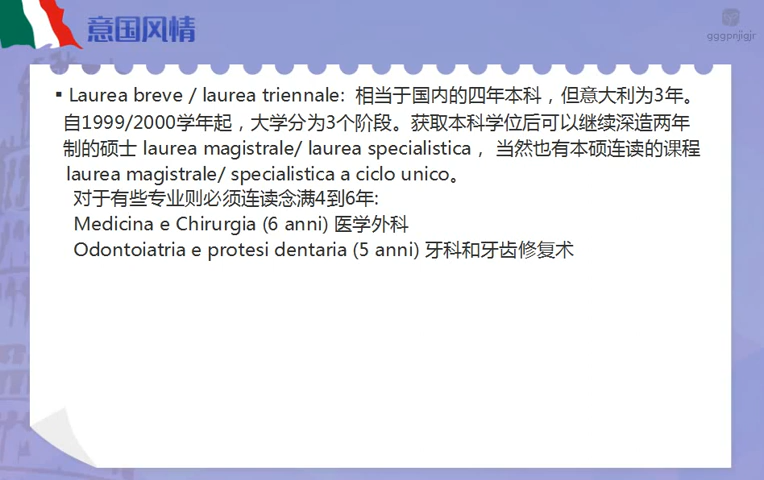 意国风情
gggpnjigjr
▪ Laurea breve / laurea triennale: 相当于国内的四年本科，但意大利为3年。
自1999/2000学年起，大学分为3个阶段。获取本科学位后可以继续深造两年
制的硕士 laurea magistrale/ laurea specialistica， 当然也有本硕连读的课程
laurea magistrale/ specialistica a ciclo unico。
对于有些专业则必须连读念满4到6年:
Medicina e Chirurgia (6 anni) 医学外科
Odontoiatria e protesi dentaria (5 anni) 牙科和牙齿修复术